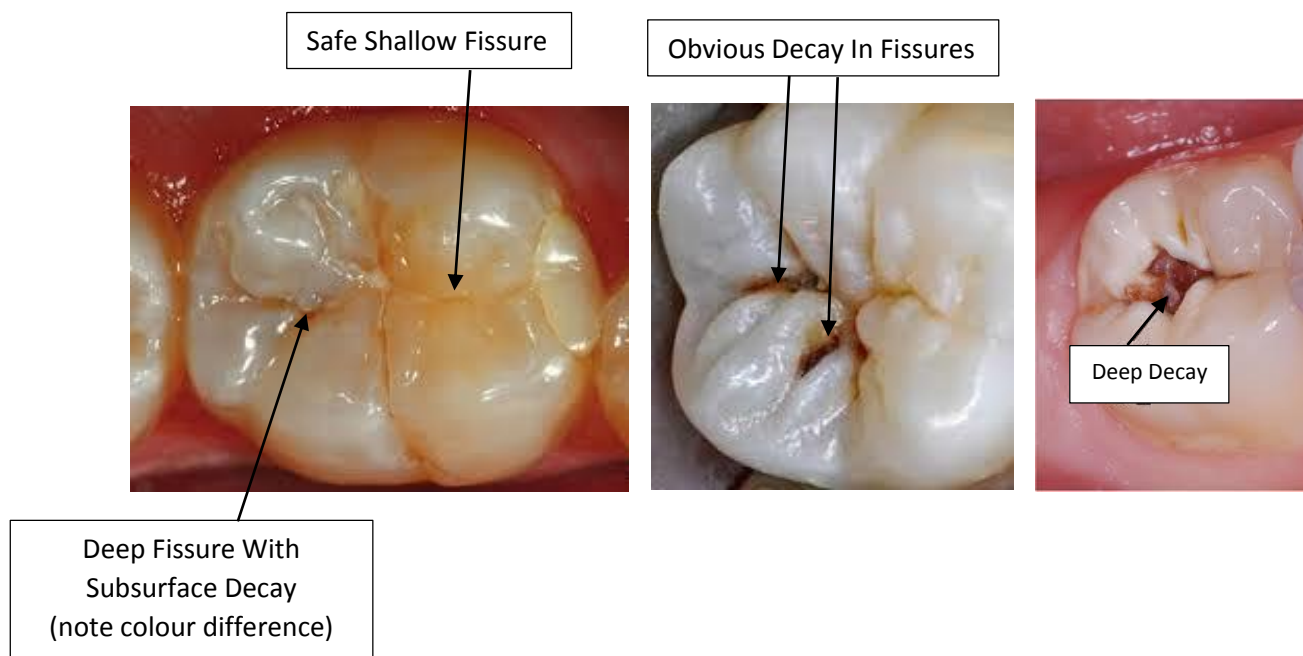 Safe Shallow Fissure
Obvious Decay In Fissures
Deep Decay
Deep Fissure With
Subsurface Decay
(note colour difference)